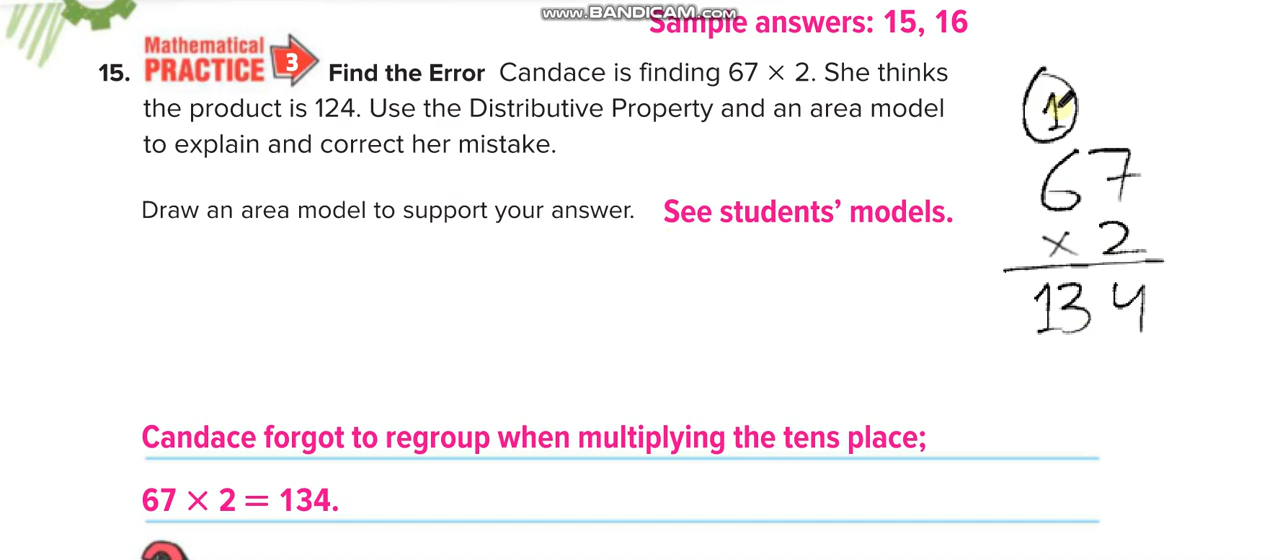 www.BANDICAM.com
Sample answers: 15, 16
Mathematical
PRACTICE 3
15. Find the Error Candace is finding 67 × 2. She thinks
the product is 124. Use the Distributive Property and an area model
to explain and correct her mistake.
Draw an area model to support your answer. See students’ models.
1
67
× 2
134
Candace forgot to regroup when multiplying the tens place;
67 × 2 = 134.